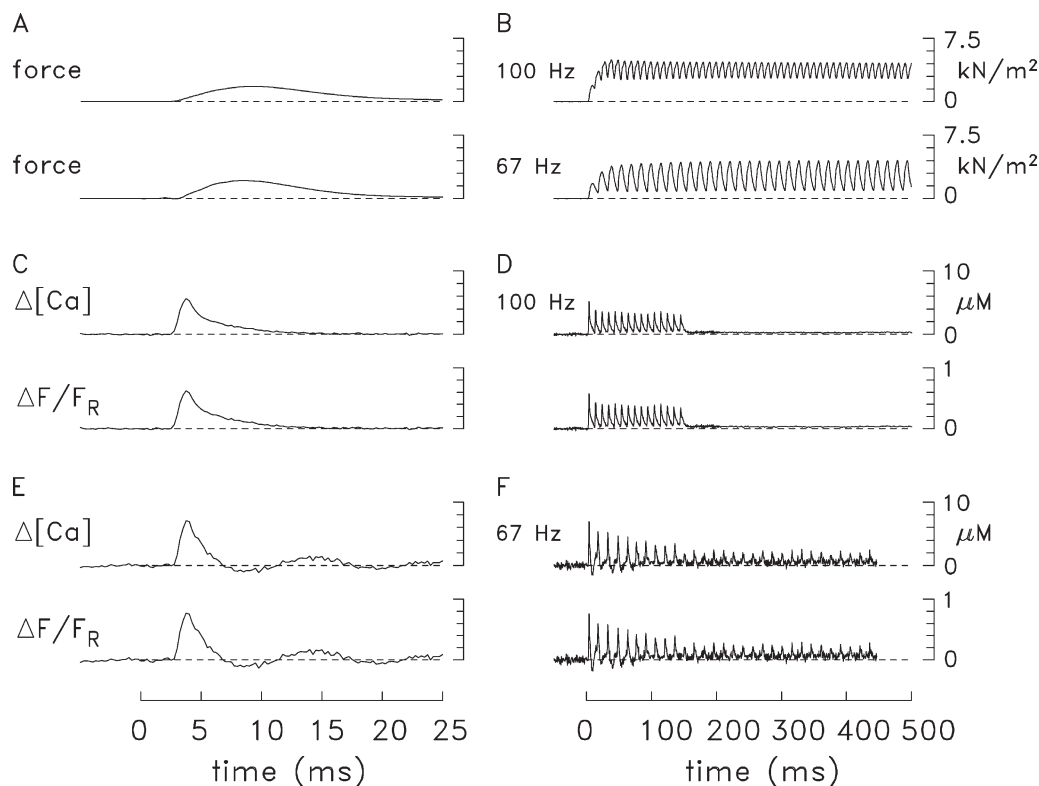 A
B
force
100 Hz
7.5
kN/m²
0
force
67 Hz
7.5
kN/m²
0
C
D
Δ[Ca]
100 Hz
10
μM
0
ΔF/F_R
1
0
E
F
Δ[Ca]
67 Hz
10
μM
0
ΔF/F_R
1
0
0 5 10 15 20 25
0 100 200 300 400 500
time (ms)
time (ms)